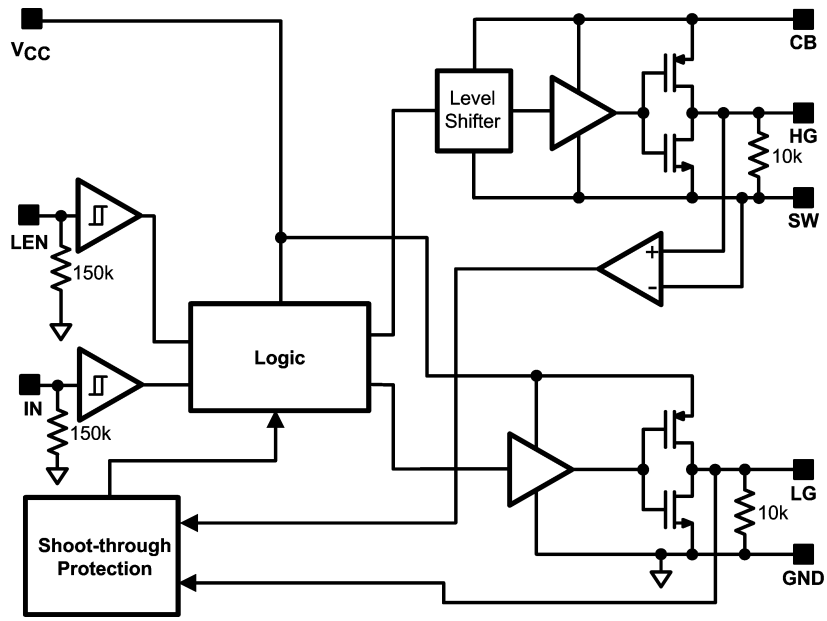 VCC
CB
Level
Shifter
HG
10k
SW
LEN
150k
+
-
Logic
IN
150k
LG
10k
Shoot-through
Protection
GND